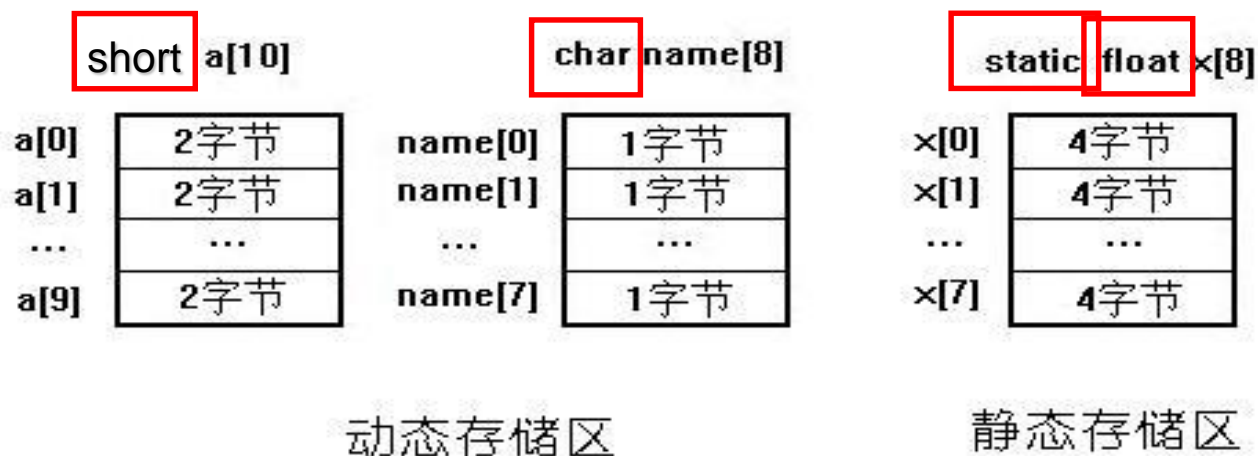 short a[10] char name[8] static float x[8]
a[0] 2字节 name[0] 1字节 x[0] 4字节
a[1] 2字节 name[1] 1字节 x[1] 4字节
... ... ... ... ... ...
a[9] 2字节 name[7] 1字节 x[7] 4字节
动态存储区 静态存储区